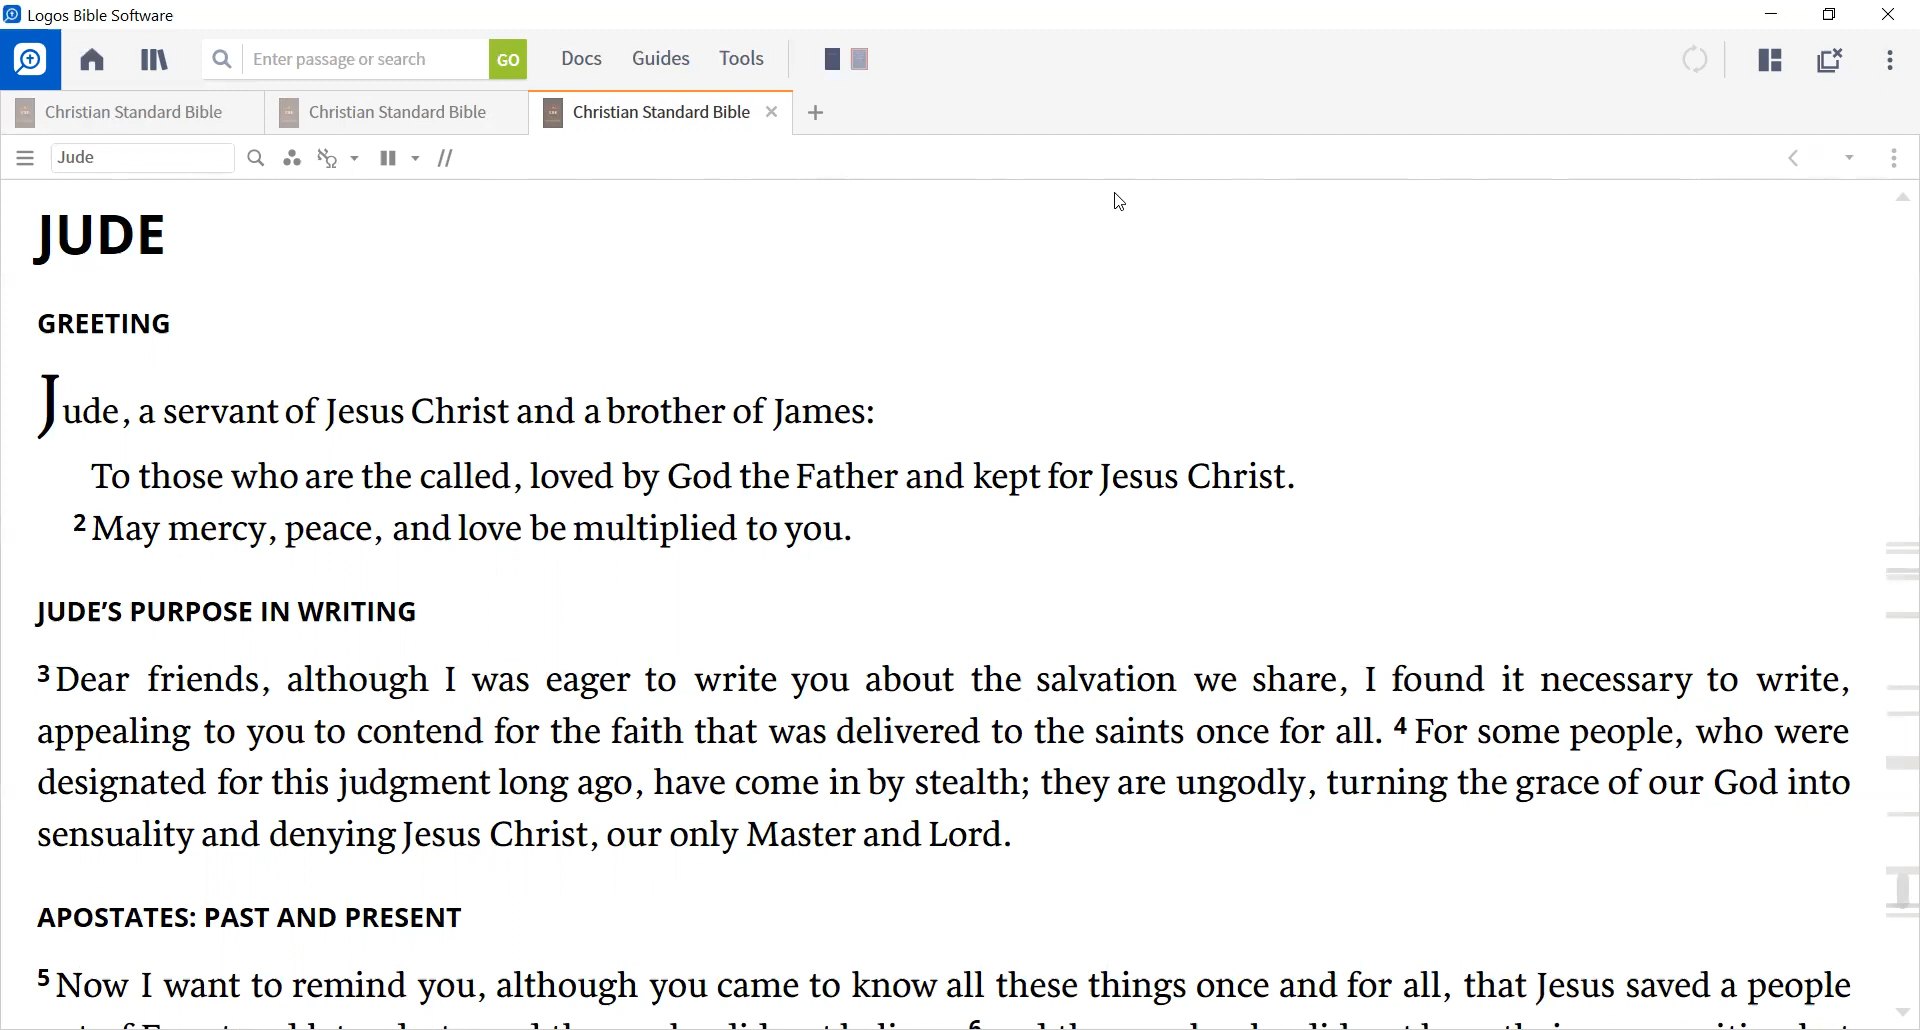 Logos Bible Software
Enter passage or search GO Docs Guides Tools
Christian Standard Bible Christian Standard Bible Christian Standard Bible
Jude
JUDE
GREETING
Jude, a servant of Jesus Christ and a brother of James:
To those who are the called, loved by God the Father and kept for Jesus Christ.
2 May mercy, peace, and love be multiplied to you.
JUDE’S PURPOSE IN WRITING
3 Dear friends, although I was eager to write you about the salvation we share, I found it necessary to write,
appealing to you to contend for the faith that was delivered to the saints once for all. 4 For some people, who were
designated for this judgment long ago, have come in by stealth; they are ungodly, turning the grace of our God into
sensuality and denying Jesus Christ, our only Master and Lord.
APOSTATES: PAST AND PRESENT
5 Now I want to remind you, although you came to know all these things once and for all, that Jesus saved a people